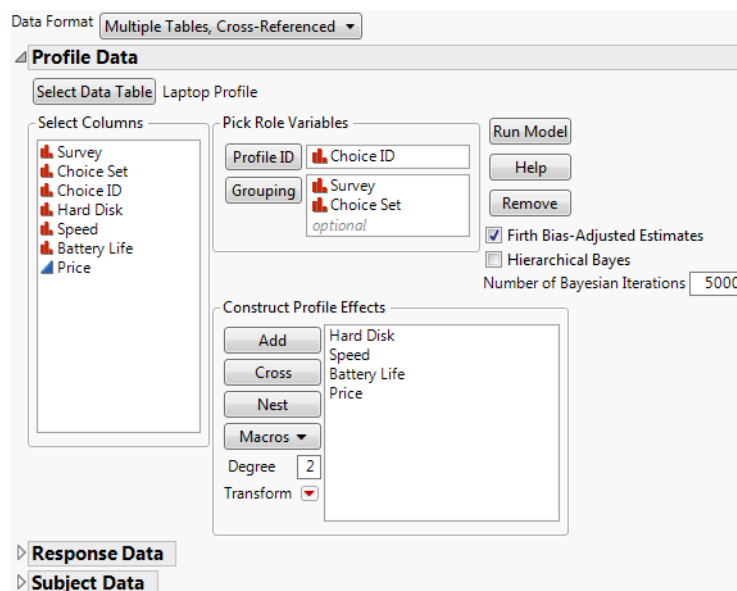 Data Format Multiple Tables, Cross-Referenced
Profile Data
Select Data Table Laptop Profile
Select Columns
Survey
Choice Set
Choice ID
Hard Disk
Speed
Battery Life
Price
Pick Role Variables
Profile ID Choice ID
Grouping Survey
Choice Set
optional
Run Model
Help
Remove
Firth Bias-Adjusted Estimates
Hierarchical Bayes
Number of Bayesian Iterations 5000
Construct Profile Effects
Add
Cross
Nest
Macros
Degree 2
Transform
Hard Disk
Speed
Battery Life
Price
Response Data
Subject Data